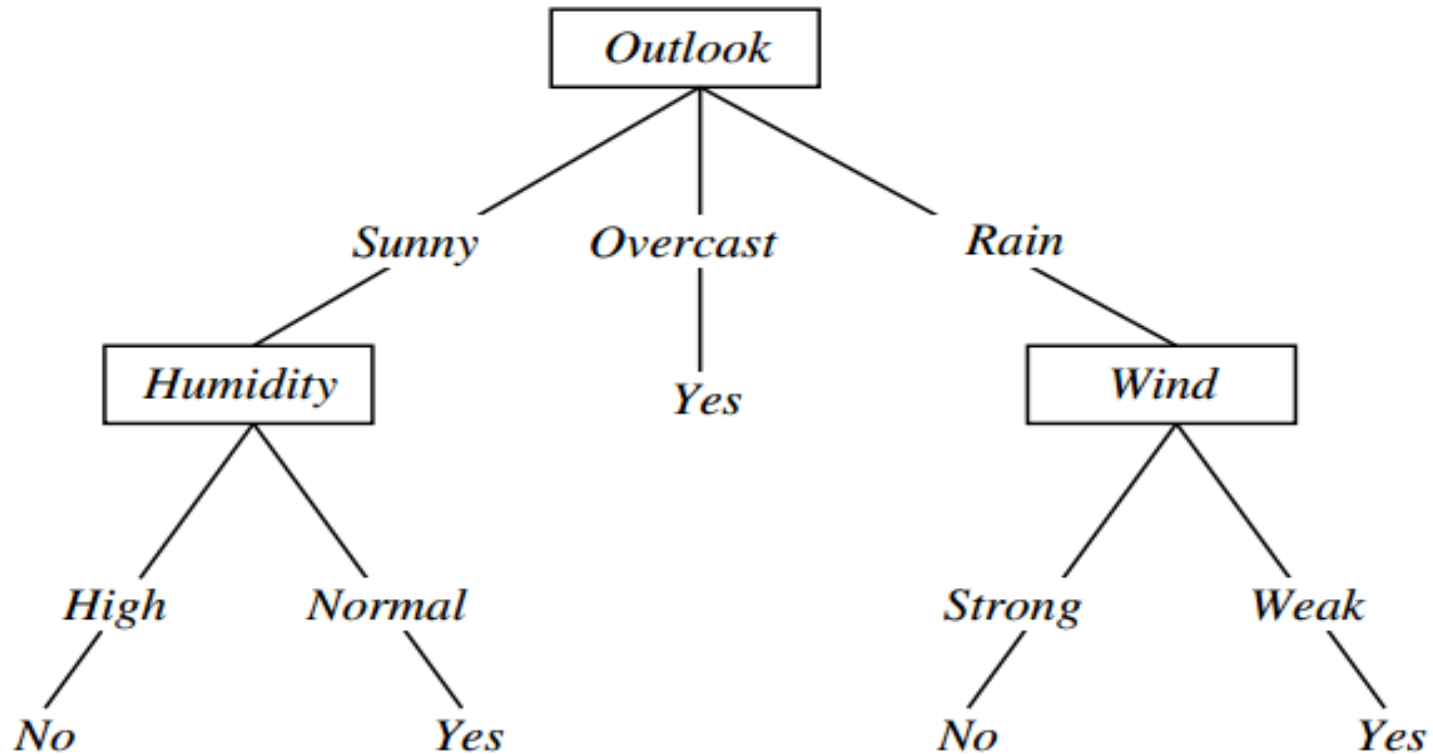 Outlook
Sunny Overcast Rain
Humidity Yes Wind
High Normal Strong Weak
No Yes No Yes